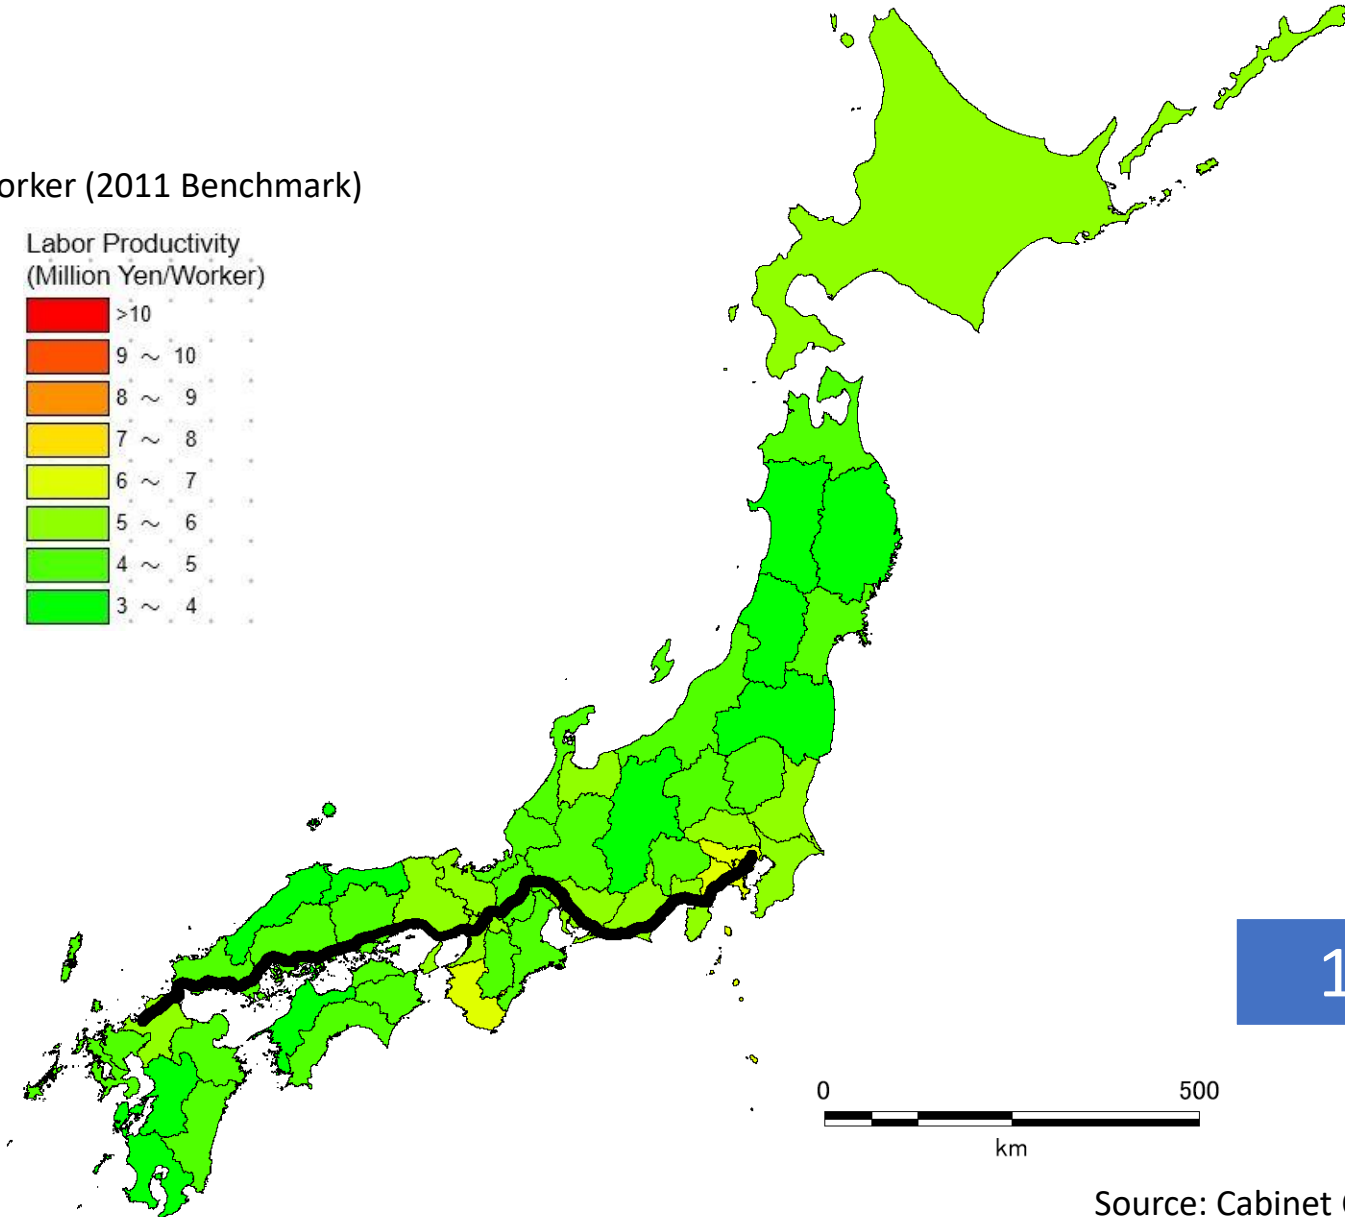 orker (2011 Benchmark)
Labor Productivity
(Million Yen/Worker)
>10
9 ～ 10
8 ～ 9
7 ～ 8
6 ～ 7
5 ～ 6
4 ～ 5
3 ～ 4
1
0 500
km
Source: Cabinet